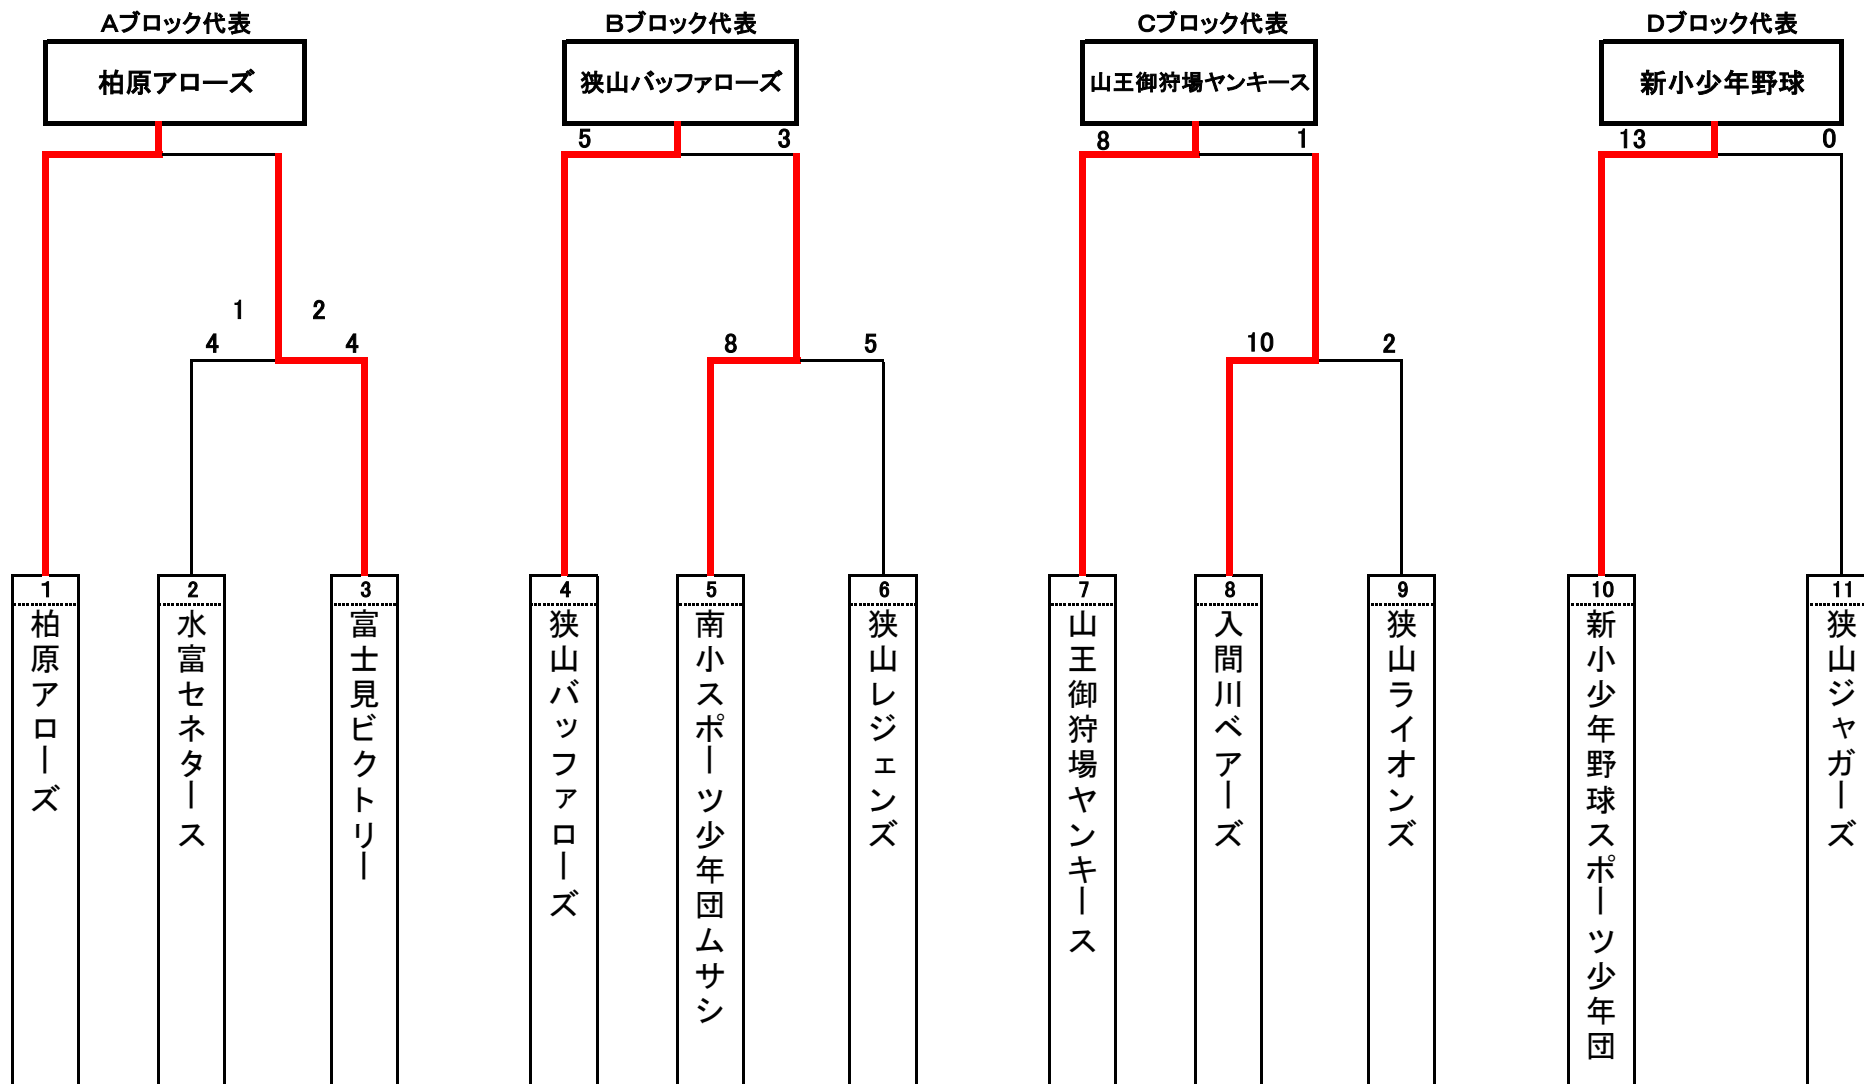 Aブロック代表
Bブロック代表
Cブロック代表
Dブロック代表
柏原アローズ
狭山バッファローズ
山王御狩場ヤンキース
新小少年野球
5
3
8
1
13
0
1
2
4
4
8
5
10
2
1
2
3
4
5
6
7
8
9
10
11
柏原アローズ
水富セネタース
富士見ビクトリー
狭山バッファローズ
南小スポーツ少年団ムサシ
狭山レジェンズ
山王御狩場ヤンキース
入間川ベアーズ
狭山ライオンズ
新小少年野球スポーツ少年団
狭山ジャガーズ